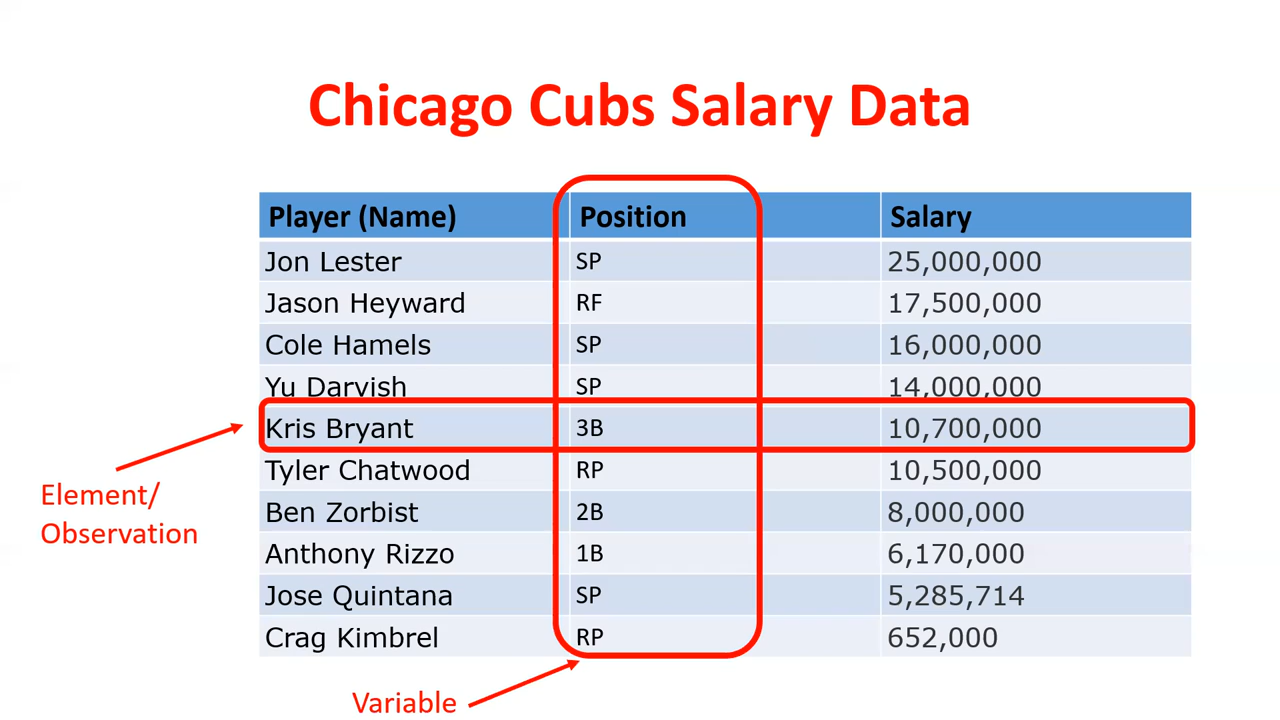 Chicago Cubs Salary Data
Player (Name) Position Salary
Jon Lester SP 25,000,000
Jason Heyward RF 17,500,000
Cole Hamels SP 16,000,000
Yu Darvish SP 14,000,000
Kris Bryant 3B 10,700,000
Tyler Chatwood RP 10,500,000
Element/
Observation
Ben Zorbist 2B 8,000,000
Anthony Rizzo 1B 6,170,000
Jose Quintana SP 5,285,714
Crag Kimbrel RP 652,000
Variable